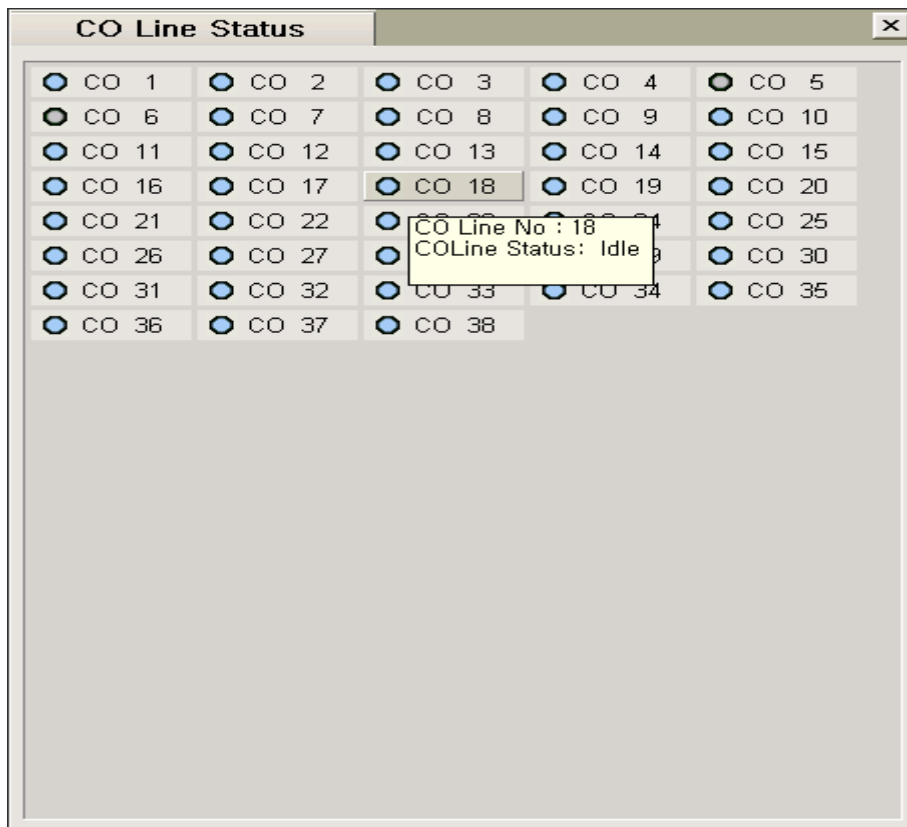 CO Line Status
CO 1 CO 2 CO 3 CO 4 CO 5
CO 6 CO 7 CO 8 CO 9 CO 10
CO 11 CO 12 CO 13 CO 14 CO 15
CO 16 CO 17 CO 18 CO 19 CO 20
CO 21 CO 22 CO 25
CO Line No : 18
COLine Status: Idle
CO 26 CO 27 CO 30
CO 31 CO 32 CO 33 CO 34 CO 35
CO 36 CO 37 CO 38